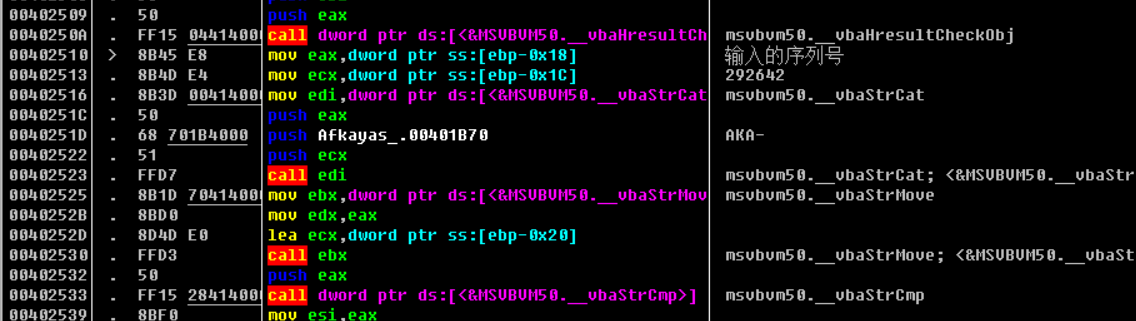 00402509 . 50 push eax
0040250A . FF15 04414000 call dword ptr ds:[<&MSVBVM50.__vbaHresultCh msvbvm50.__vbaHresultCheckObj
00402510 > 8B45 E8 mov eax,dword ptr ss:[ebp-0x18] 输入的序列号
00402513 . 8B4D E4 mov ecx,dword ptr ss:[ebp-0x1C] 292642
00402516 . 8B3D 00414000 mov edi,dword ptr ds:[<&MSVBVM50.__vbaStrCat msvbvm50.__vbaStrCat
0040251C . 50 push eax
0040251D . 68 701B4000 push Afkayas_.00401B70 AKA-
00402522 . 51 push ecx
00402523 . FFD7 call edi msvbvm50.__vbaStrCat; <&MSVBVM50.__vbaStr
00402525 . 8B1D 70414000 mov ebx,dword ptr ds:[<&MSVBVM50.__vbaStrMov msvbvm50.__vbaStrMove
0040252B . 8BD0 mov edx,eax
0040252D . 8D4D E0 lea ecx,dword ptr ss:[ebp-0x20]
00402530 . FFD3 call ebx msvbvm50.__vbaStrMove; <&MSVBVM50.__vbaSt
00402532 . 50 push eax
00402533 . FF15 28414000 call dword ptr ds:[<&MSVBVM50.__vbaStrCmp>] msvbvm50.__vbaStrCmp
00402539 . 8BF0 mov esi,eax